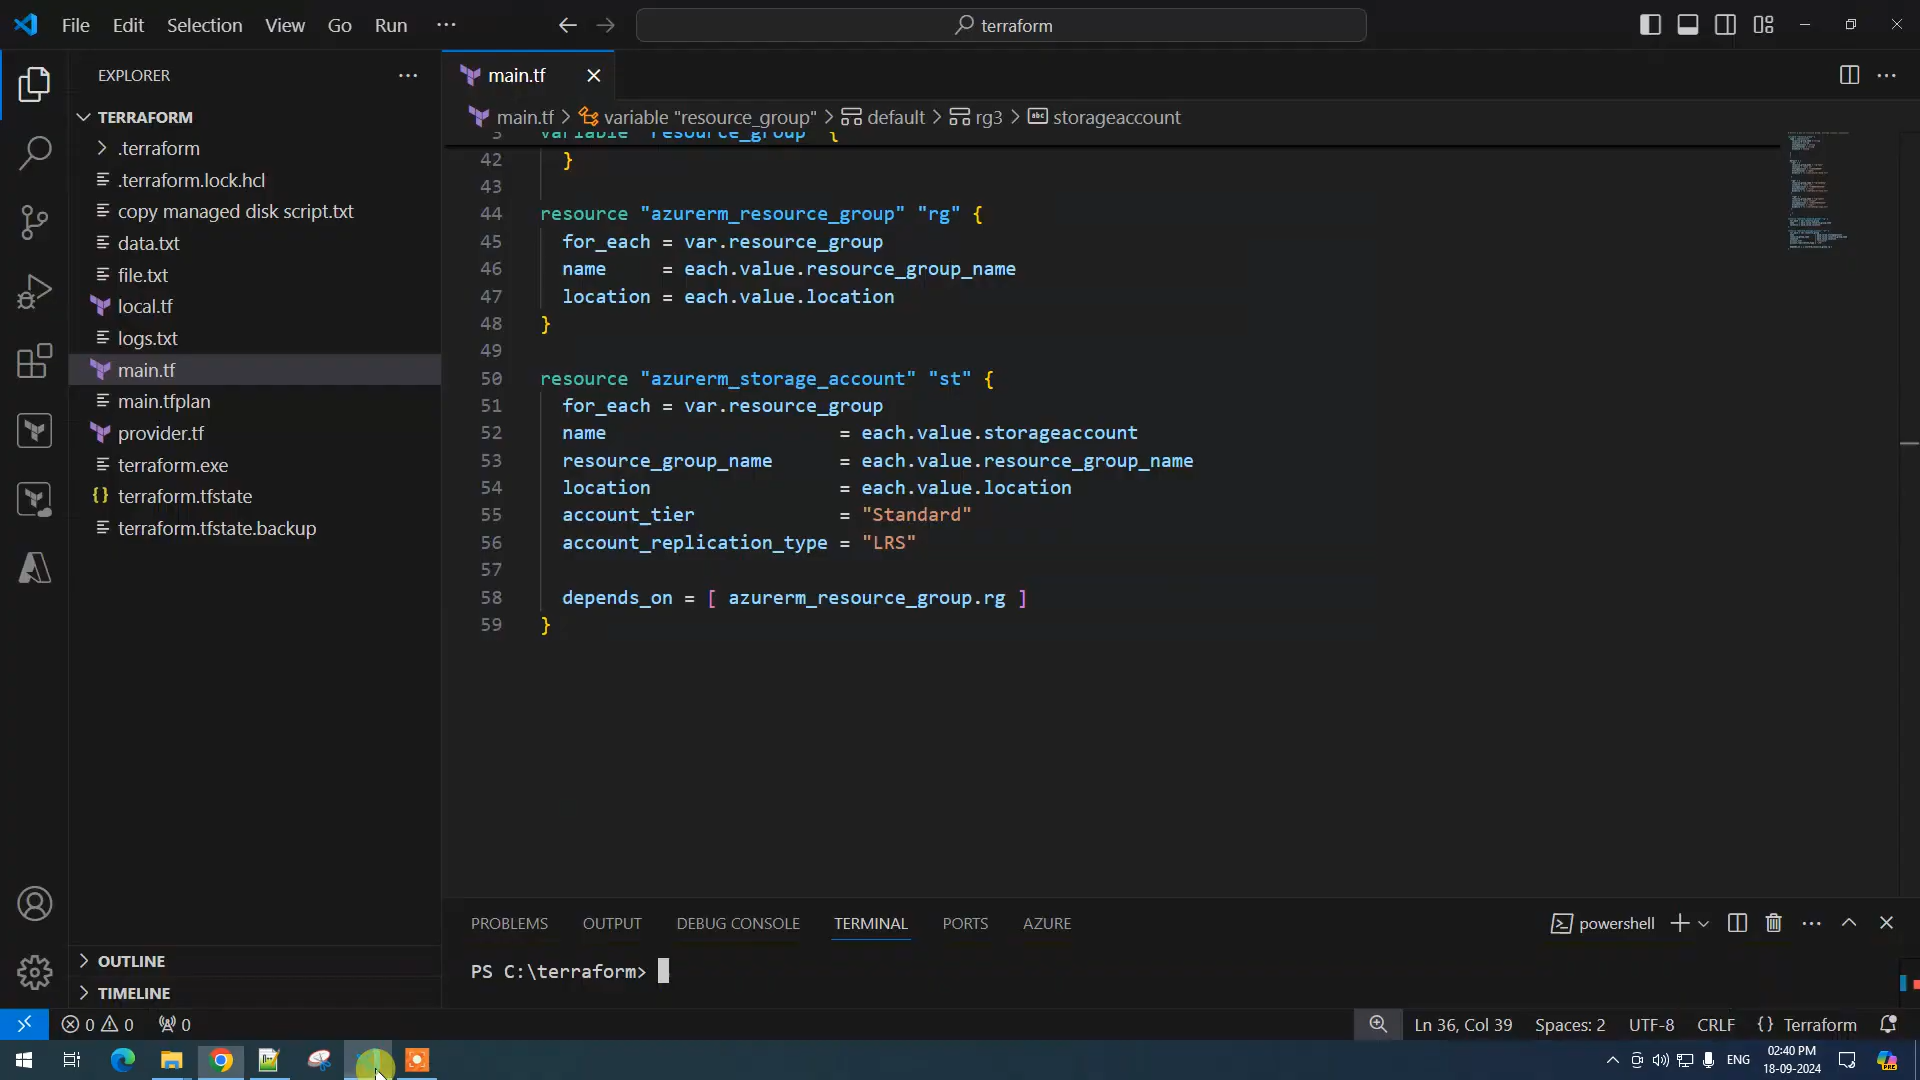 File Edit Selection View Go Run ···
terraform
EXPLORER
TERRAFORM
.terraform
.terraform.lock.hcl
copy managed disk script.txt
data.txt
file.txt
local.tf
logs.txt
main.tf
main.tfplan
provider.tf
terraform.exe
terraform.tfstate
terraform.tfstate.backup
OUTLINE
TIMELINE
main.tf
main.tf > variable "resource_group" > default > rg3 > storageaccount
variable "resource_group" {
42 }
43
44 resource "azurerm_resource_group" "rg" {
45 for_each = var.resource_group
46 name = each.value.resource_group_name
47 location = each.value.location
48 }
49
50 resource "azurerm_storage_account" "st" {
51 for_each = var.resource_group
52 name = each.value.storageaccount
53 resource_group_name = each.value.resource_group_name
54 location = each.value.location
55 account_tier = "Standard"
56 account_replication_type = "LRS"
57
58 depends_on = [ azurerm_resource_group.rg ]
59 }
PROBLEMS OUTPUT DEBUG CONSOLE TERMINAL PORTS AZURE
powershell
PS C:\terraform>
0 0 0
Ln 36, Col 39 Spaces: 2 UTF-8 CRLF {} Terraform
ENG
02:40 PM
18-09-2024